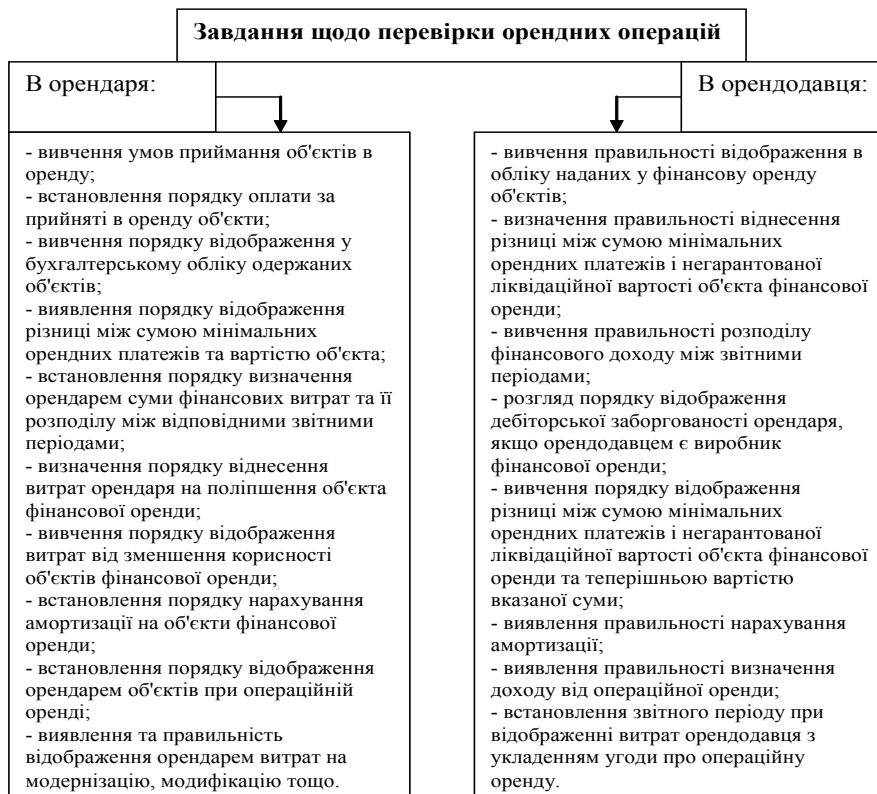 Завдання щодо перевірки орендних операцій
В орендаря:
- вивчення умов приймання об'єктів в
оренду;
- встановлення порядку оплати за
прийняті в оренду об'єкти;
- вивчення порядку відображення у
бухгалтерському обліку одержаних
об'єктів;
- виявлення порядку відображення
різниці між сумою мінімальних
орендних платежів та вартістю об'єкта;
- встановлення порядку визначення
орендарем суми фінансових витрат та її
розподілу між відповідними звітними
періодами;
- визначення порядку віднесення
витрат орендаря на поліпшення об'єкта
фінансової оренди;
- вивчення порядку відображення
витрат від зменшення корисності
об'єктів фінансової оренди;
- встановлення порядку нарахування
амортизації на об'єкти фінансової
оренди;
- встановлення порядку відображення
орендарем об'єктів при операційній
оренді;
- виявлення та правильність
відображення орендарем витрат на
модернізацію, модифікацію тощо.
В орендодавця:
- вивчення правильності відображення в
обліку наданих у фінансову оренду
об'єктів;
- визначення правильності віднесення
різниці між сумою мінімальних
орендних платежів і негарантованої
ліквідаційної вартості об'єкта фінансової
оренди;
- вивчення правильності розподілу
фінансового доходу між звітними
періодами;
- розгляд порядку відображення
дебіторської заборгованості орендаря,
якщо орендодавцем є виробник
фінансової оренди;
- вивчення порядку відображення
різниці між сумою мінімальних
орендних платежів і негарантованої
ліквідаційної вартості об'єкта фінансової
оренди та теперішньою вартістю
вказаної суми;
- виявлення правильності нарахування
амортизації;
- виявлення правильності визначення
доходу від операційної оренди;
- встановлення звітного періоду при
відображенні витрат орендодавця з
укладенням угоди про операційну
оренду.